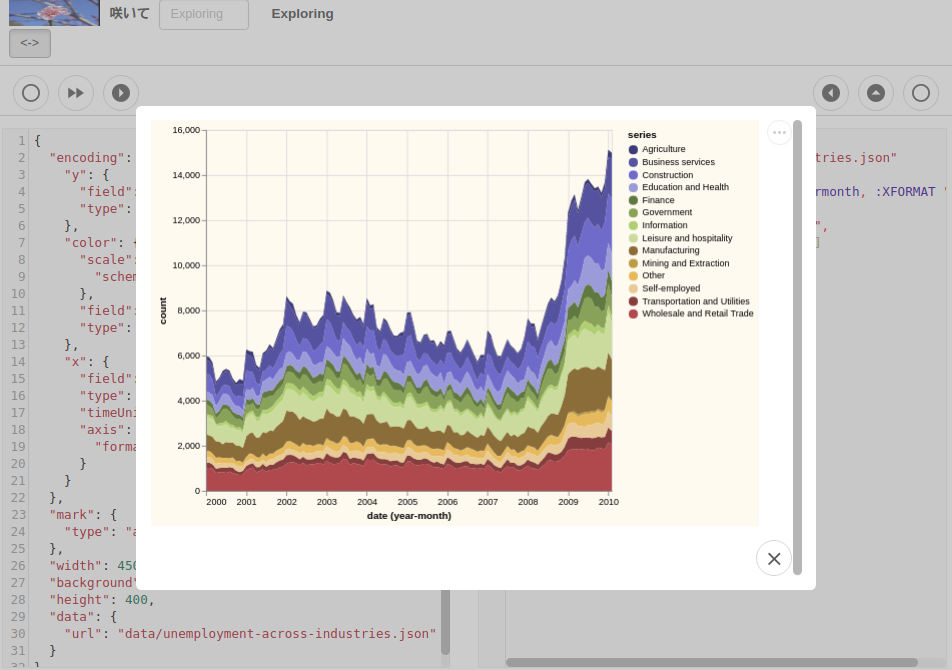 咲いて
Exploring
Exploring
<->
1 {
2 "encoding":
3 "y": {
4 "field":
5 "type":
6 },
7 "color": {
8 "scale":
9 "schem
10 },
11 "field":
12 "type":
13 },
14 "x": {
15 "field":
16 "type":
17 "timeUni
18 "axis":
19 "forma
20 }
21 }
22 },
23 "mark": {
24 "type": "a
25 },
26 "width": 450
27 "background"
28 "height": 400,
29 "data": {
30 "url": "data/unemployment-across-industries.json"
31 }
32 }
tries.json"
rmonth, :XFORMAT
",
]
16,000
14,000
12,000
10,000
8,000
6,000
4,000
2,000
0
count
2000 2001 2002 2003 2004 2005 2006 2007 2008 2009 2010
date (year-month)
series
Agriculture
Business services
Construction
Education and Health
Finance
Government
Information
Leisure and hospitality
Manufacturing
Mining and Extraction
Other
Self-employed
Transportation and Utilities
Wholesale and Retail Trade